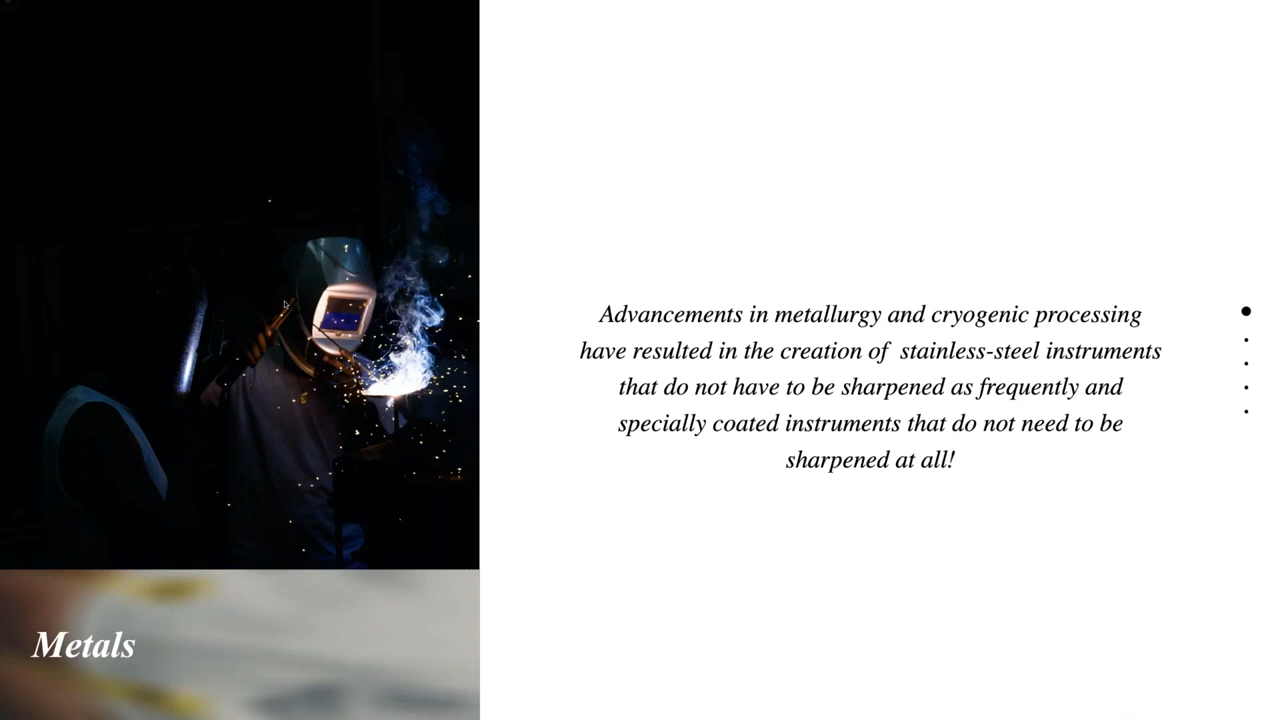 Advancements in metallurgy and cryogenic processing
have resulted in the creation of  stainless-steel instruments
that do not have to be sharpened as frequently and
specially coated instruments that do not need to be
sharpened at all!
Metals